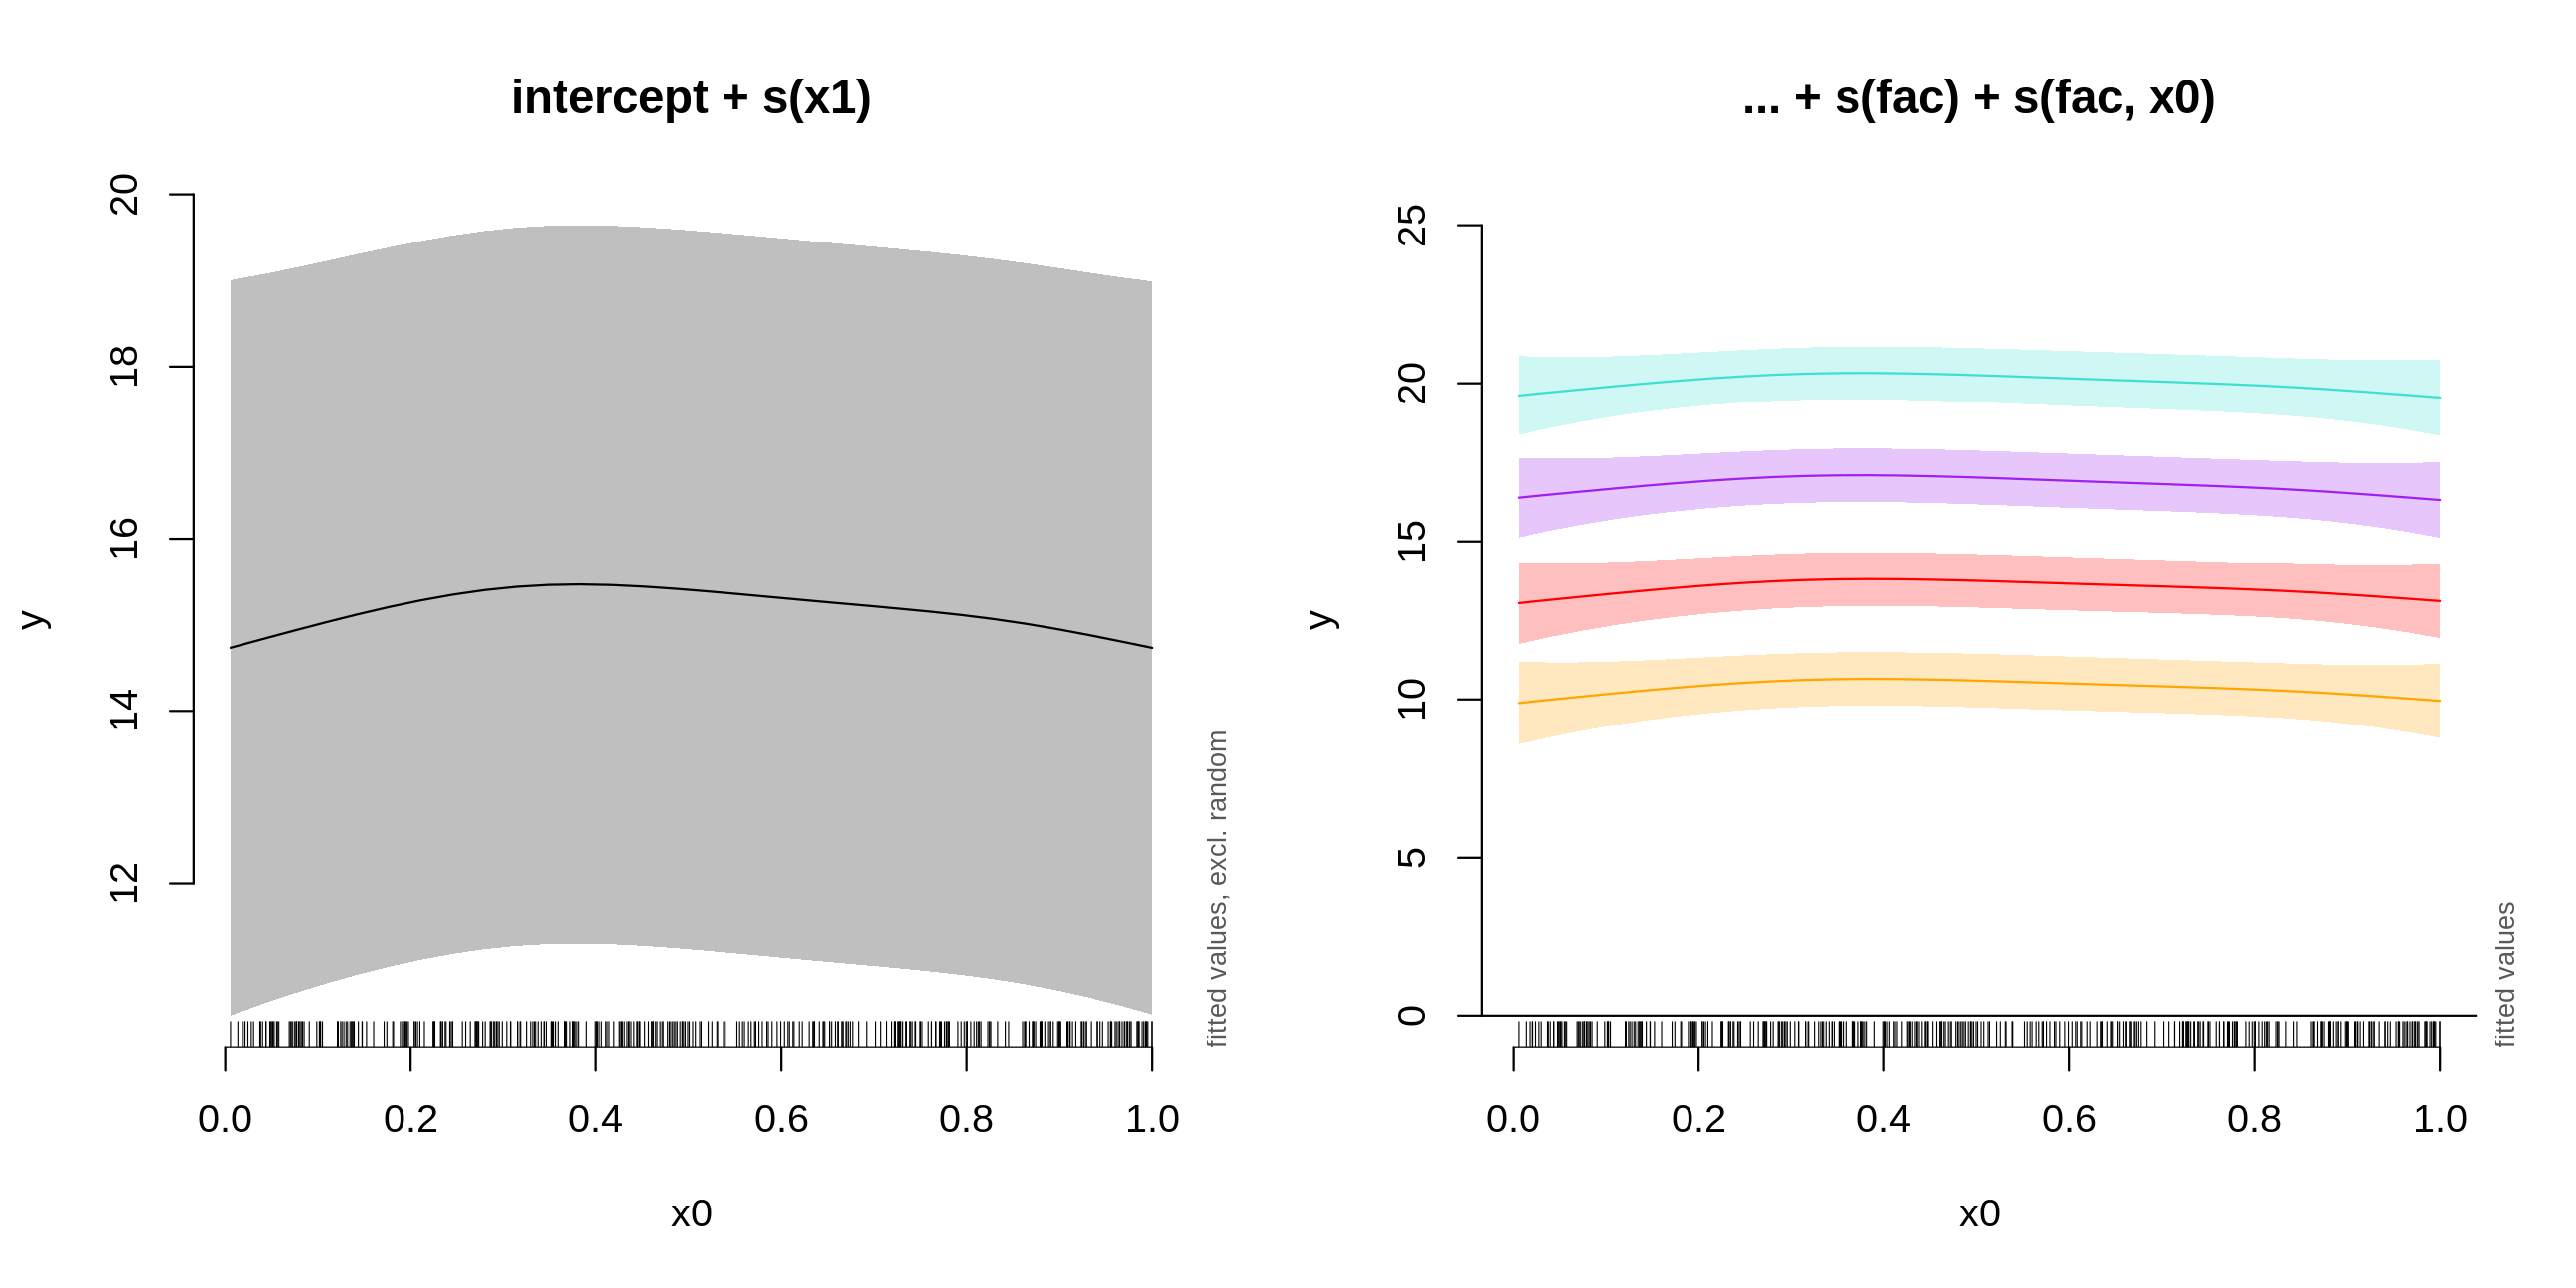 intercept + s(x1)
20
18
16
14
12
y
0.0 0.2 0.4 0.6 0.8 1.0
x0
fitted values, excl. random
... + s(fac) + s(fac, x0)
25
20
15
10
5
0
y
0.0 0.2 0.4 0.6 0.8 1.0
x0
fitted values